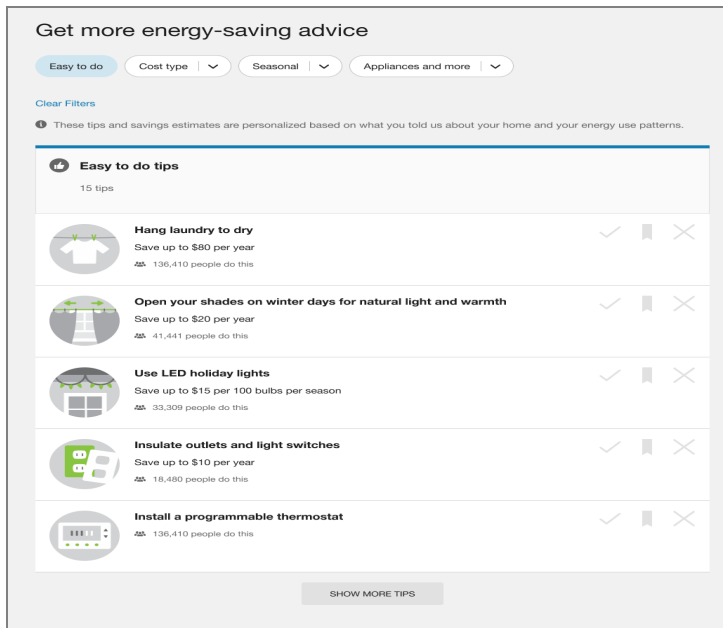 Get more energy-saving advice
Easy to do
Cost type
Seasonal
Appliances and more
Clear Filters
These tips and savings estimates are personalized based on what you told us about your home and your energy use patterns.
Easy to do tips
15 tips
Hang laundry to dry
Save up to $80 per year
136,410 people do this
Open your shades on winter days for natural light and warmth
Save up to $20 per year
41,441 people do this
Use LED holiday lights
Save up to $15 per 100 bulbs per season
33,309 people do this
Insulate outlets and light switches
Save up to $10 per year
18,480 people do this
Install a programmable thermostat
136,410 people do this
SHOW MORE TIPS